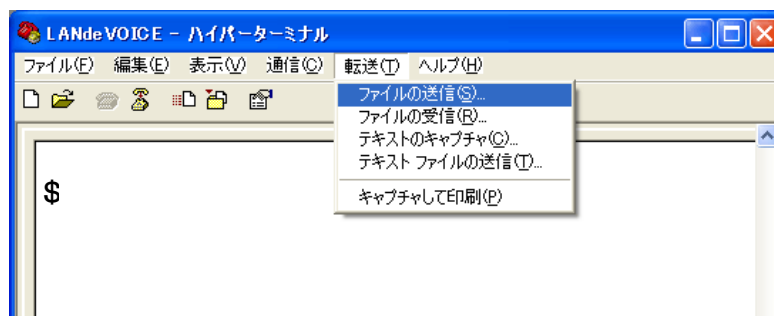 LANdeVOICE - ハイパーターミナル
ファイル(F) 編集(E) 表示(V) 通信(C) 転送(T) ヘルプ(H)
ファイルの送信(S)...
ファイルの受信(R)...
テキストのキャプチャ(C)...
テキスト ファイルの送信(T)...
キャプチャして印刷(P)
$